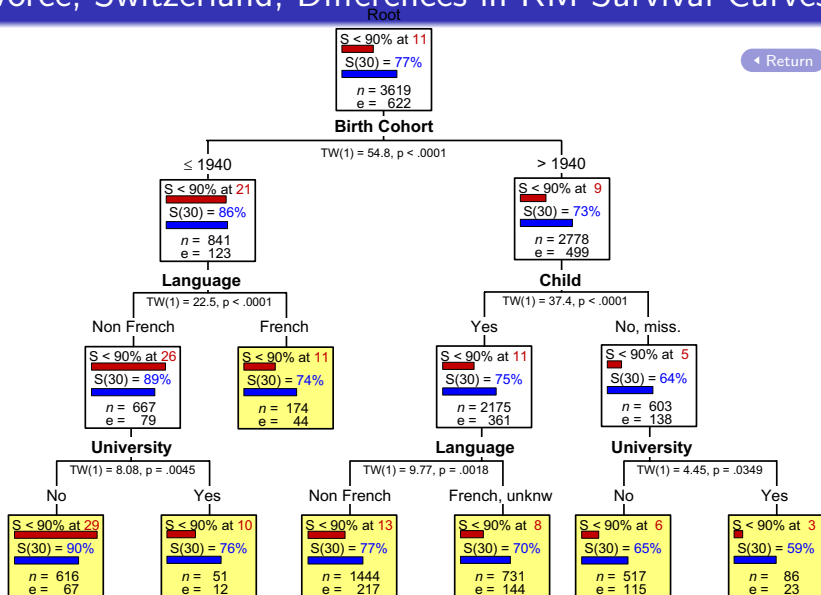 vorce, Switzerland, Differences in KM Survival Curves
Root
S < 90% at 11
S(30) = 77%
n = 3619
e = 622
◂ Return
Birth Cohort
TW(1) = 54.8, p < .0001
≤ 1940
> 1940
S < 90% at 21
S(30) = 86%
n = 841
e = 123
S < 90% at 9
S(30) = 73%
n = 2778
e = 499
Language
TW(1) = 22.5, p < .0001
Child
TW(1) = 37.4, p < .0001
Non French
French
Yes
No, miss.
S < 90% at 26
S(30) = 89%
n = 667
e = 79
S < 90% at 11
S(30) = 74%
n = 174
e = 44
S < 90% at 11
S(30) = 75%
n = 2175
e = 361
S < 90% at 5
S(30) = 64%
n = 603
e = 138
University
TW(1) = 8.08, p = .0045
Language
TW(1) = 9.77, p = .0018
University
TW(1) = 4.45, p = .0349
No
Yes
Non French
French, unknw
No
Yes
S < 90% at 29
S(30) = 90%
n = 616
e = 67
S < 90% at 10
S(30) = 76%
n = 51
e = 12
S < 90% at 13
S(30) = 77%
n = 1444
e = 217
S < 90% at 8
S(30) = 70%
n = 731
e = 144
S < 90% at 6
S(30) = 65%
n = 517
e = 115
S < 90% at 3
S(30) = 59%
n = 86
e = 23